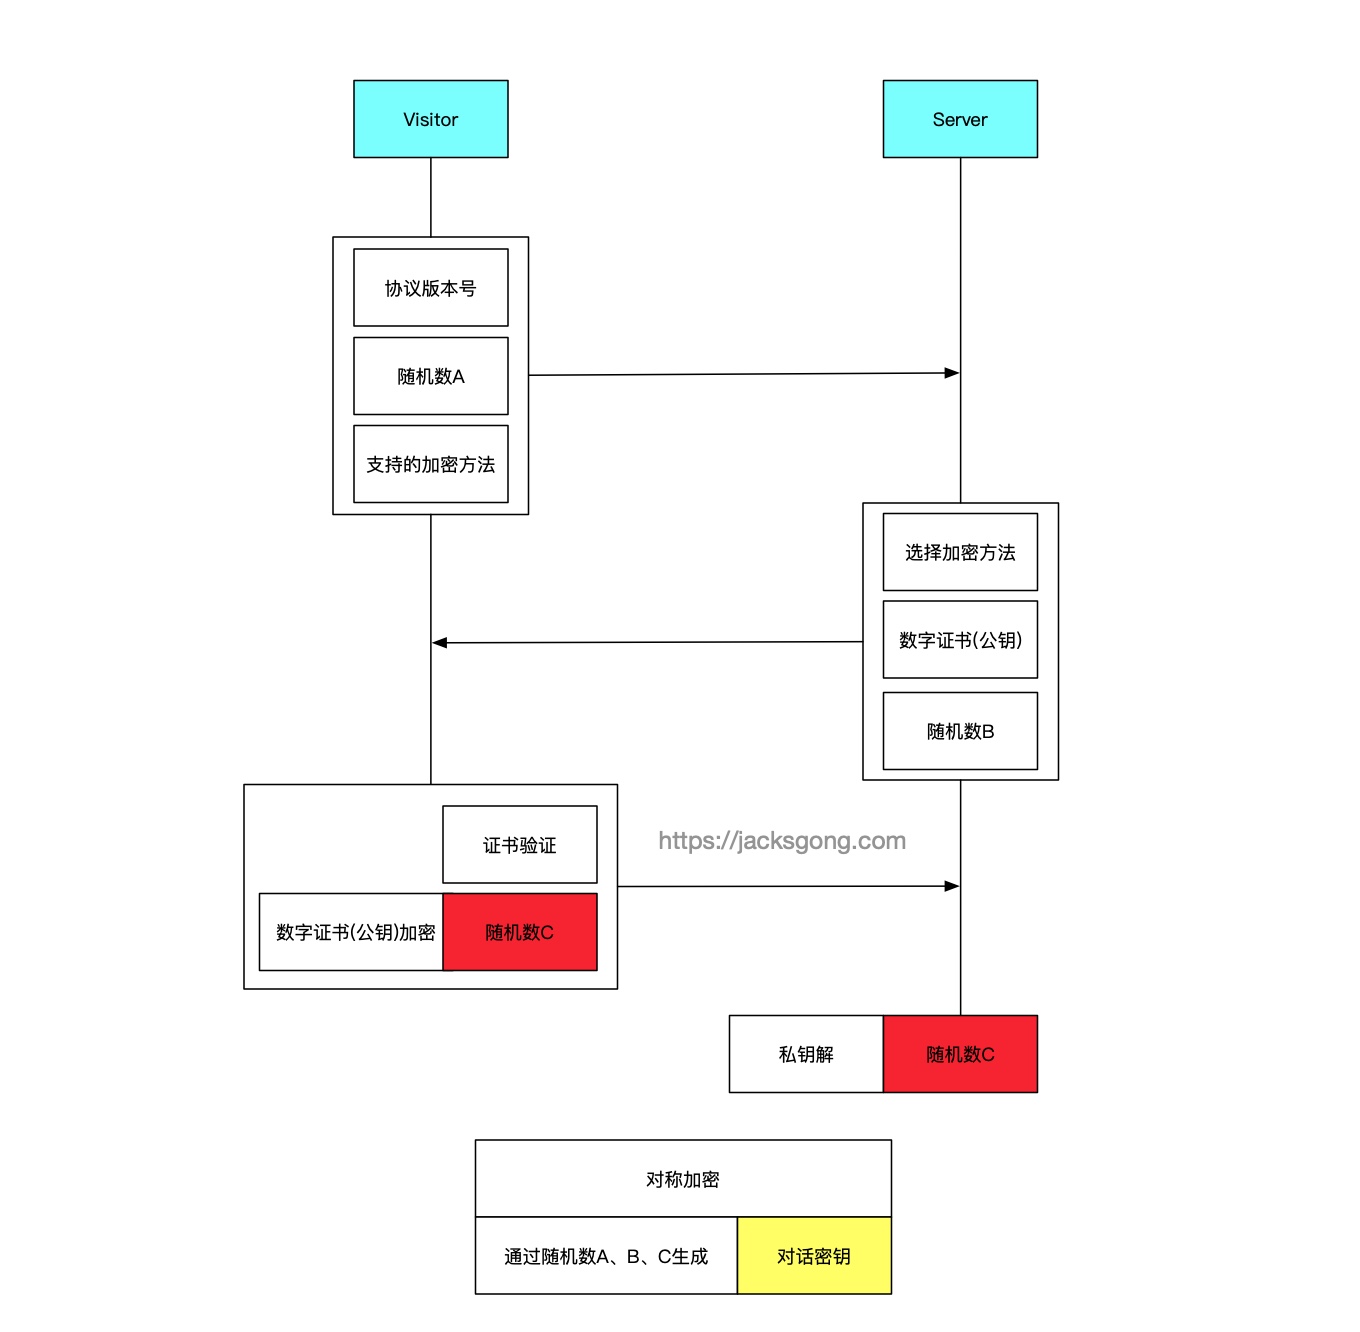 Visitor
Server
协议版本号
随机数A
支持的加密方法
选择加密方法
数字证书(公钥)
随机数B
证书验证
https://jacksgong.com
数字证书(公钥)加密
随机数C
私钥解
随机数C
对称加密
通过随机数A、B、C生成
对话密钥